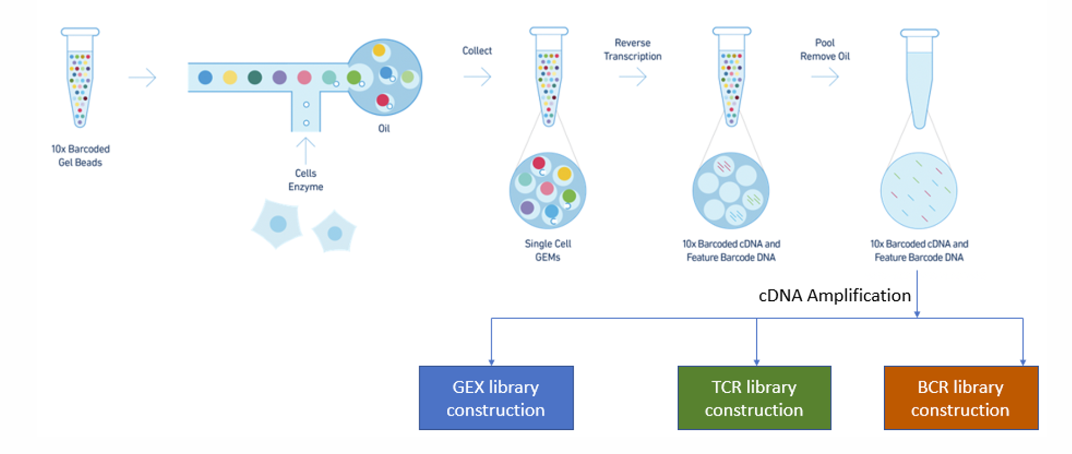 10x Barcoded
Gel Beads
Cells
Enzyme
Oil
Collect
Single Cell
GEMs
Reverse
Transcription
10x Barcoded cDNA and
Feature Barcode DNA
Pool
Remove Oil
10x Barcoded cDNA and
Feature Barcode DNA
cDNA Amplification
GEX library
construction
TCR library
construction
BCR library
construction